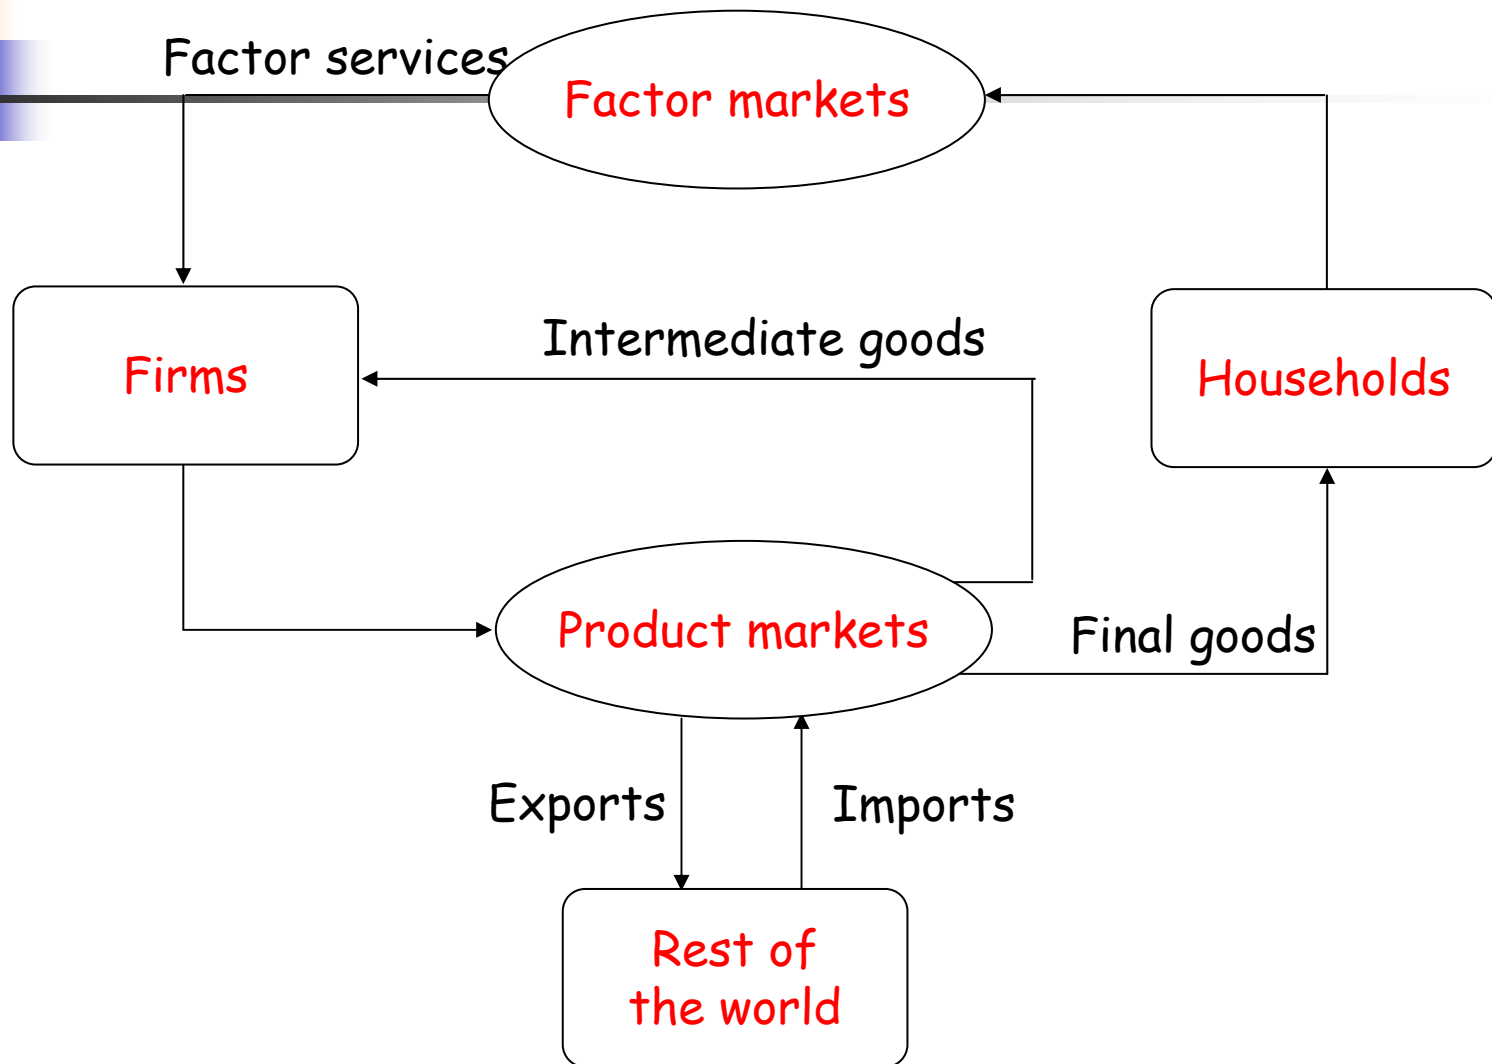 Factor services
Factor markets
Intermediate goods
Firms
Households
Product markets
Final goods
Exports
Imports
Rest of
the world